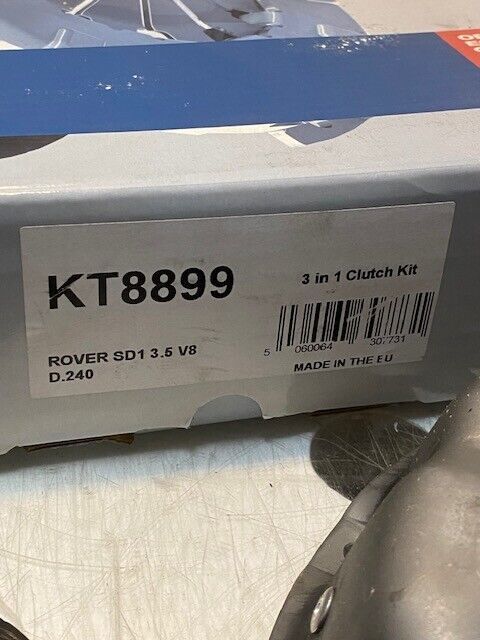 KT8899
3 in 1 Clutch Kit
5 060064 307731
ROVER SD1 3.5 V8
D.240
MADE IN THE EU